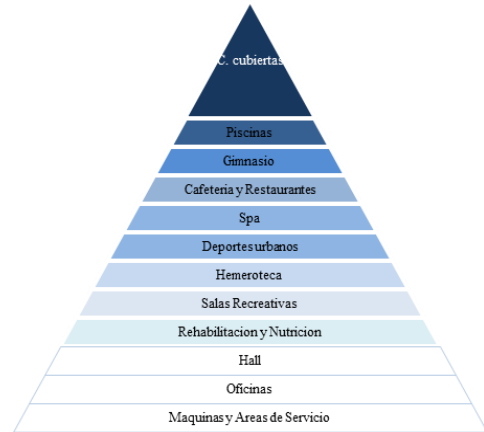 C. cubiertas
Piscinas
Gimnasio
Cafeteria y Restaurantes
Spa
Deportes urbanos
Hemeroteca
Salas Recreativas
Rehabilitacion y Nutricion
Hall
Oficinas
Maquinas y Areas de Servicio